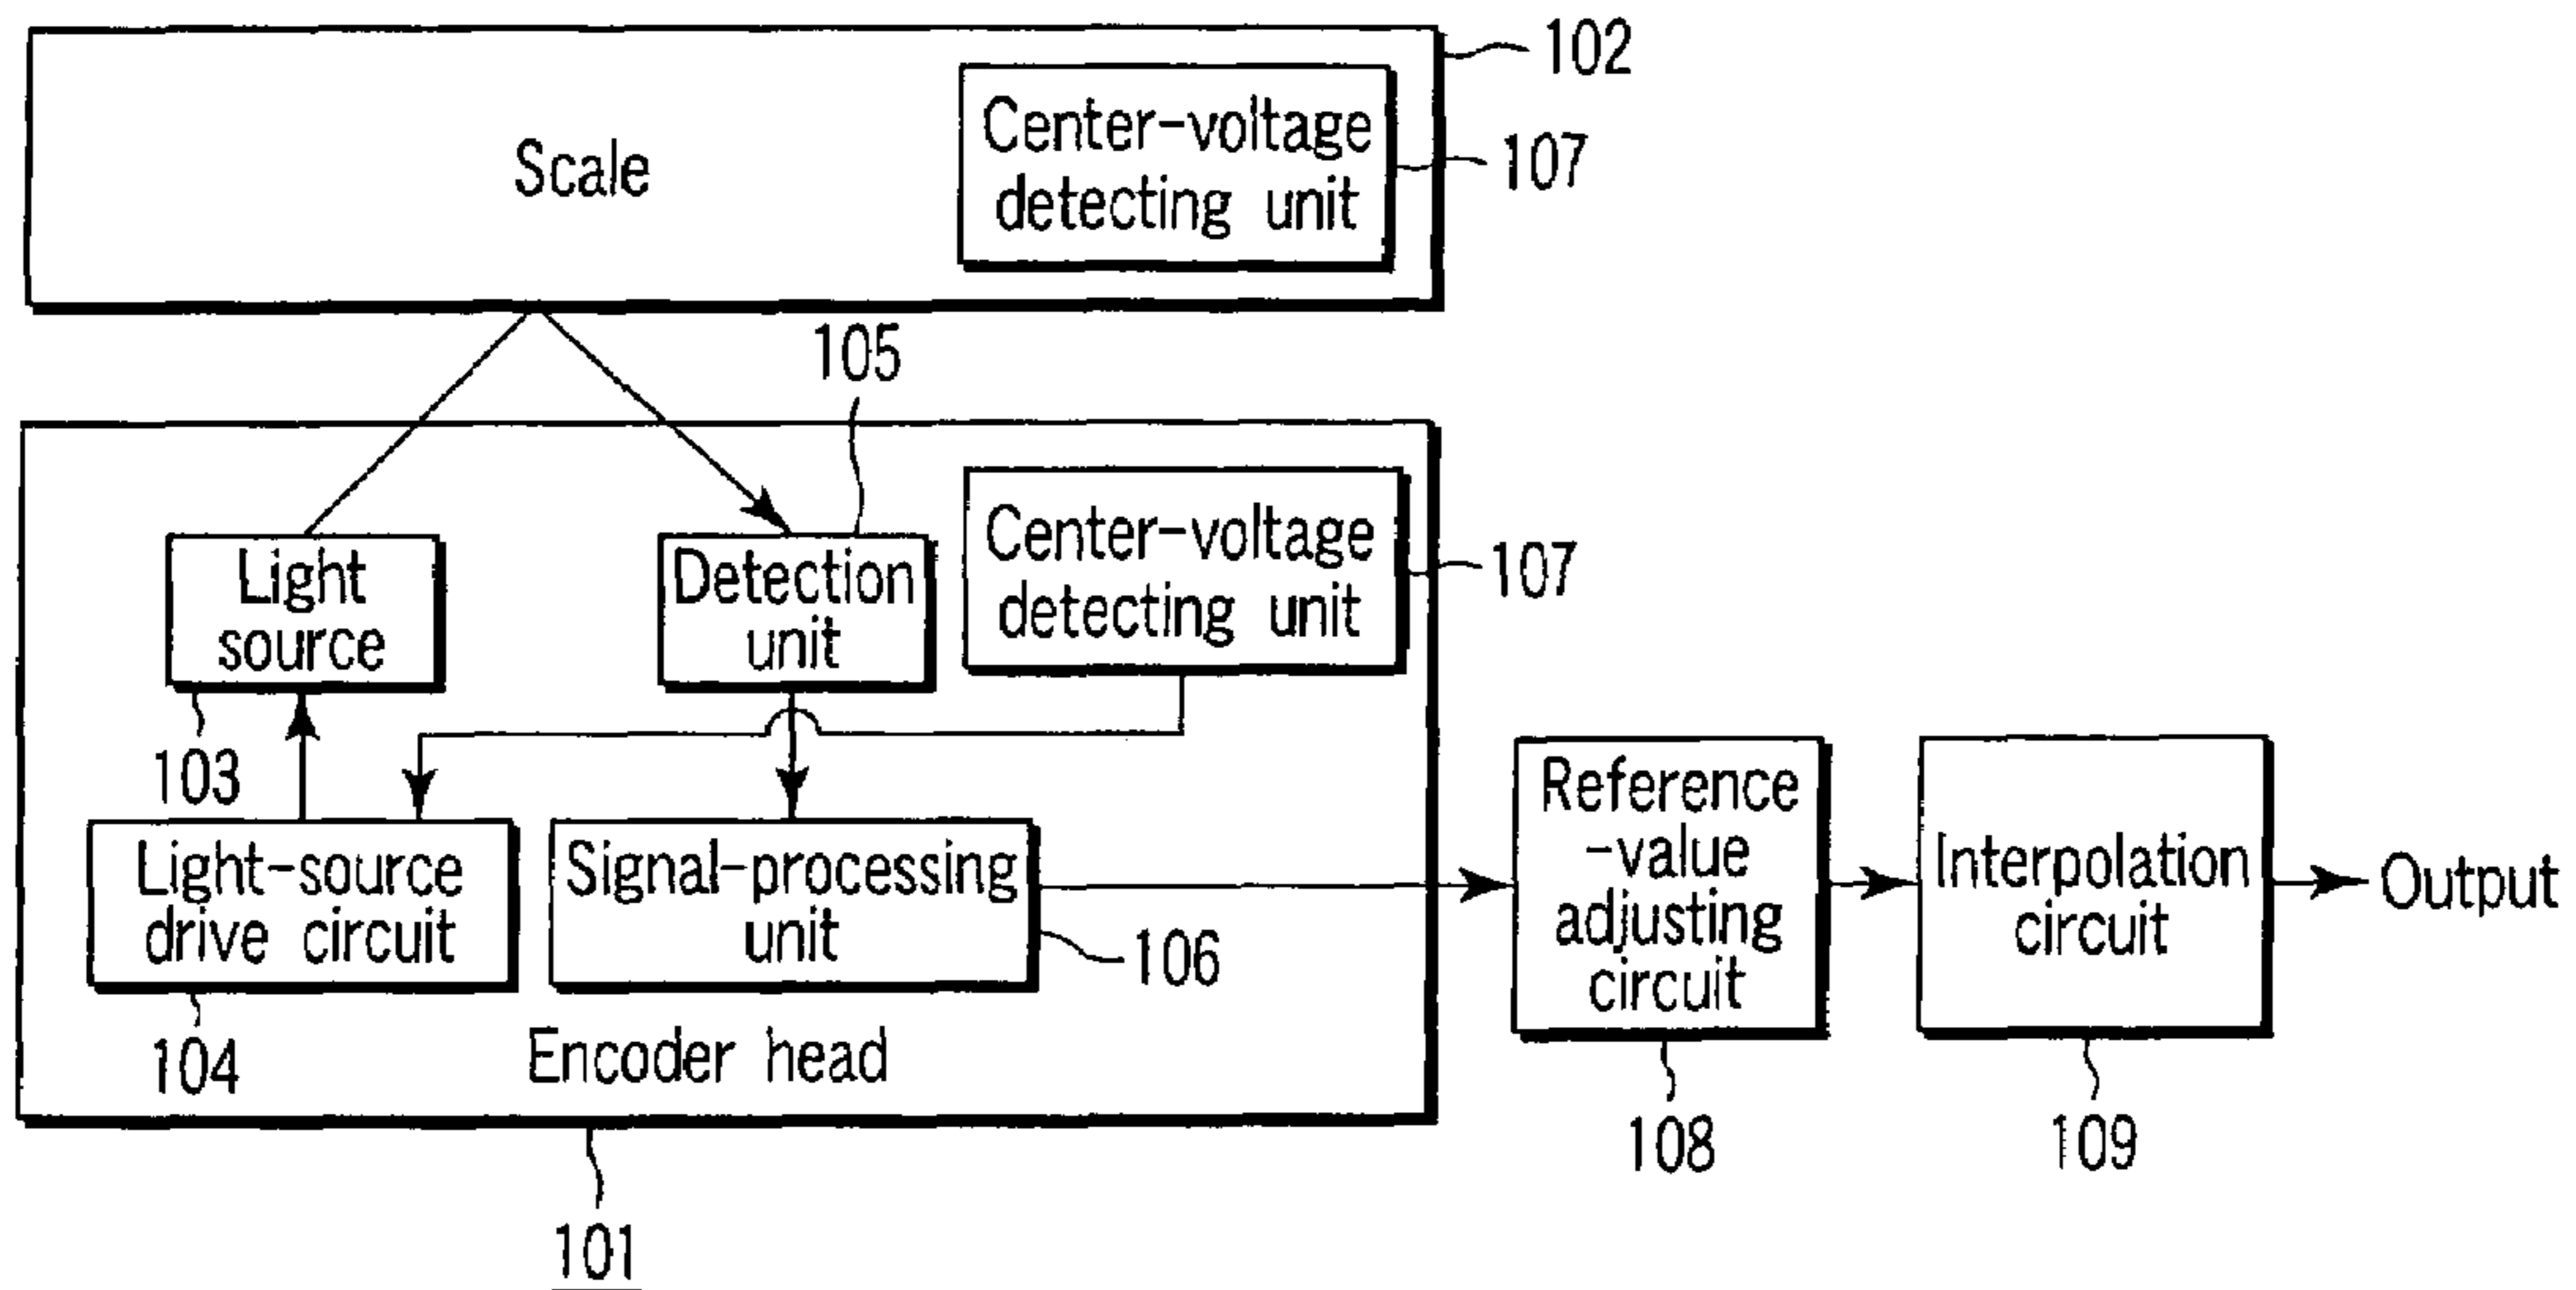 102
Scale
Center-voltage
detecting unit
107
105
Light
source
Detection
unit
Center-voltage
detecting unit
107
103
Light-source
drive circuit
Signal-processing
unit
104
106
Encoder head
101
Reference
-value
adjusting
circuit
108
Interpolation
circuit
109
Output